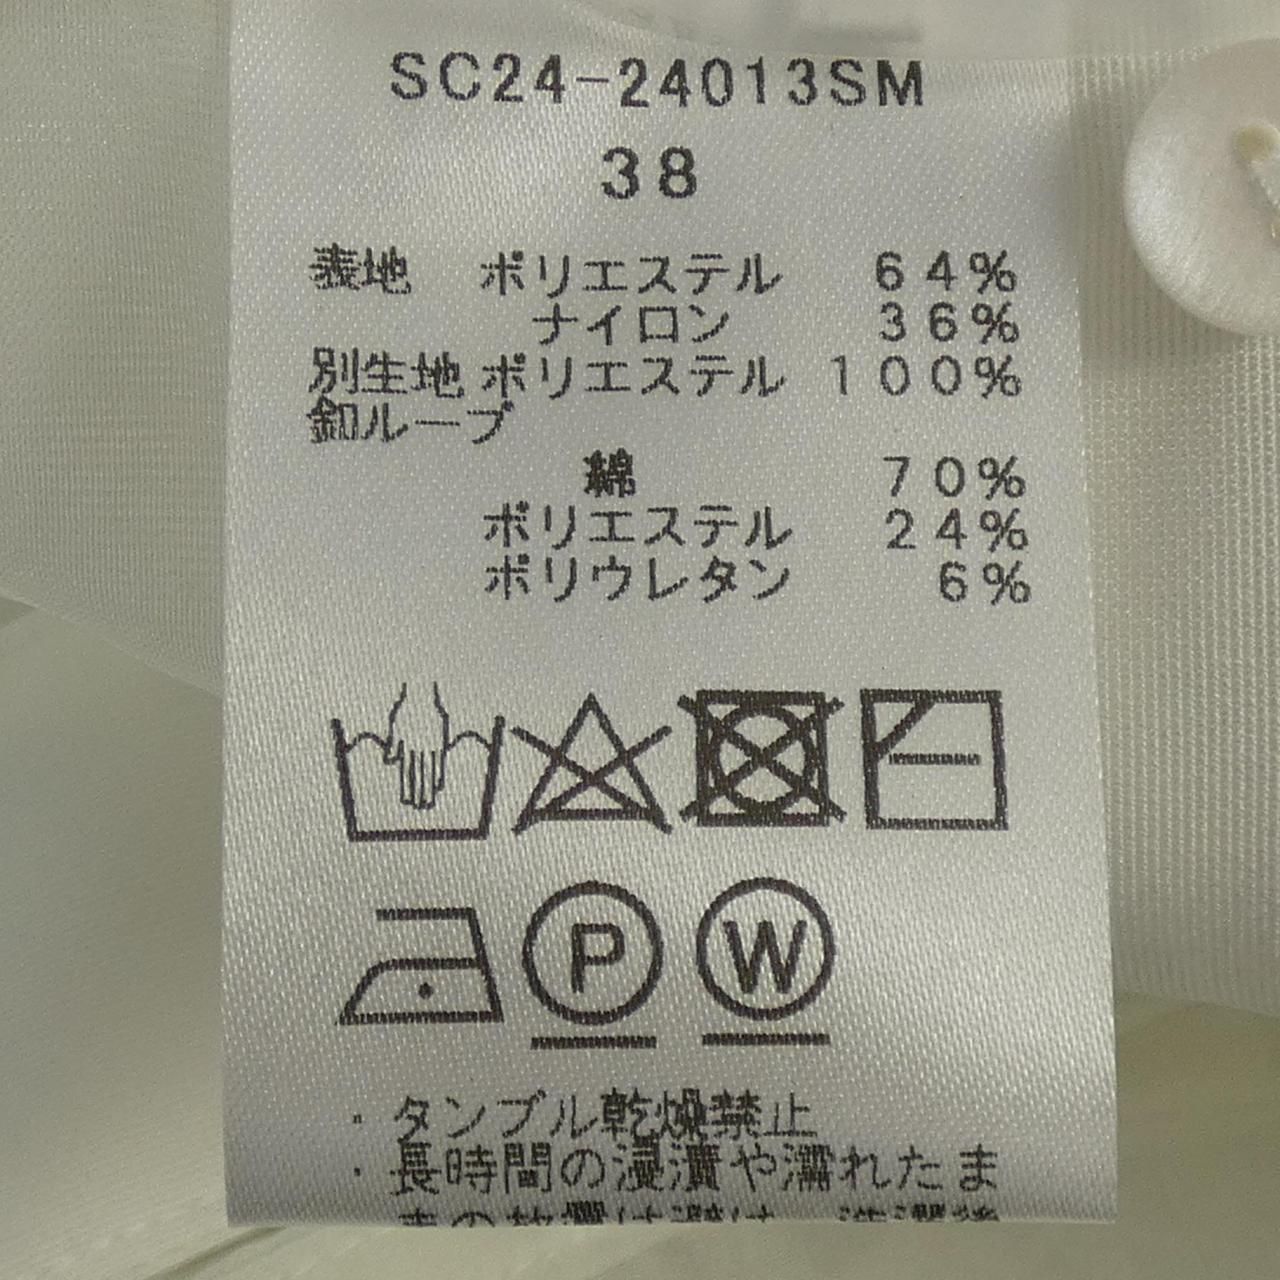 SC24-24013SM
38
表地 ポリエステル 64%
ナイロン 36%
別生地 ポリエステル 100%
釦ループ
綿 70%
ポリエステル 24%
ポリウレタン 6%
P W
・タンブル乾燥禁止
・長時間の浸漬や濡れたま